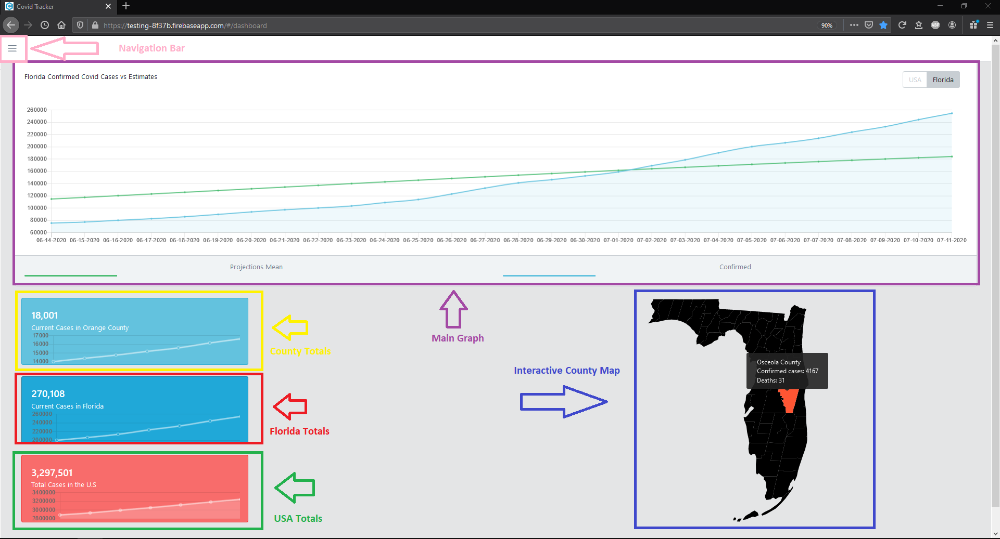 Covid Tracker
https://testing-8f37b.firebaseapp.com/#/dashboard
90%
ABP
Navigation Bar
Florida Confirmed Covid Cases vs Estimates
USA Florida
260000
240000
220000
200000
180000
160000
140000
120000
100000
80000
60000
06-14-2020 06-15-2020 06-16-2020 06-17-2020 06-18-2020 06-19-2020 06-20-2020 06-21-2020 06-22-2020 06-23-2020 06-24-2020 06-25-2020 06-26-2020 06-27-2020 06-28-2020 06-29-2020 06-30-2020 07-01-2020 07-02-2020 07-03-2020 07-04-2020 07-05-2020 07-06-2020 07-07-2020 07-08-2020 07-09-2020 07-10-2020 07-11-2020
Projections Mean
Confirmed
18,001
Current Cases in Orange County
17000
16000
15000
14000
County Totals
270,108
Current Cases in Florida
260000
240000
220000
200000
Florida Totals
3,297,501
Total Cases in the U.S
3400000
3200000
3000000
2800000
USA Totals
Main Graph
Interactive County Map
Osceola County
Confirmed cases: 4167
Deaths: 31